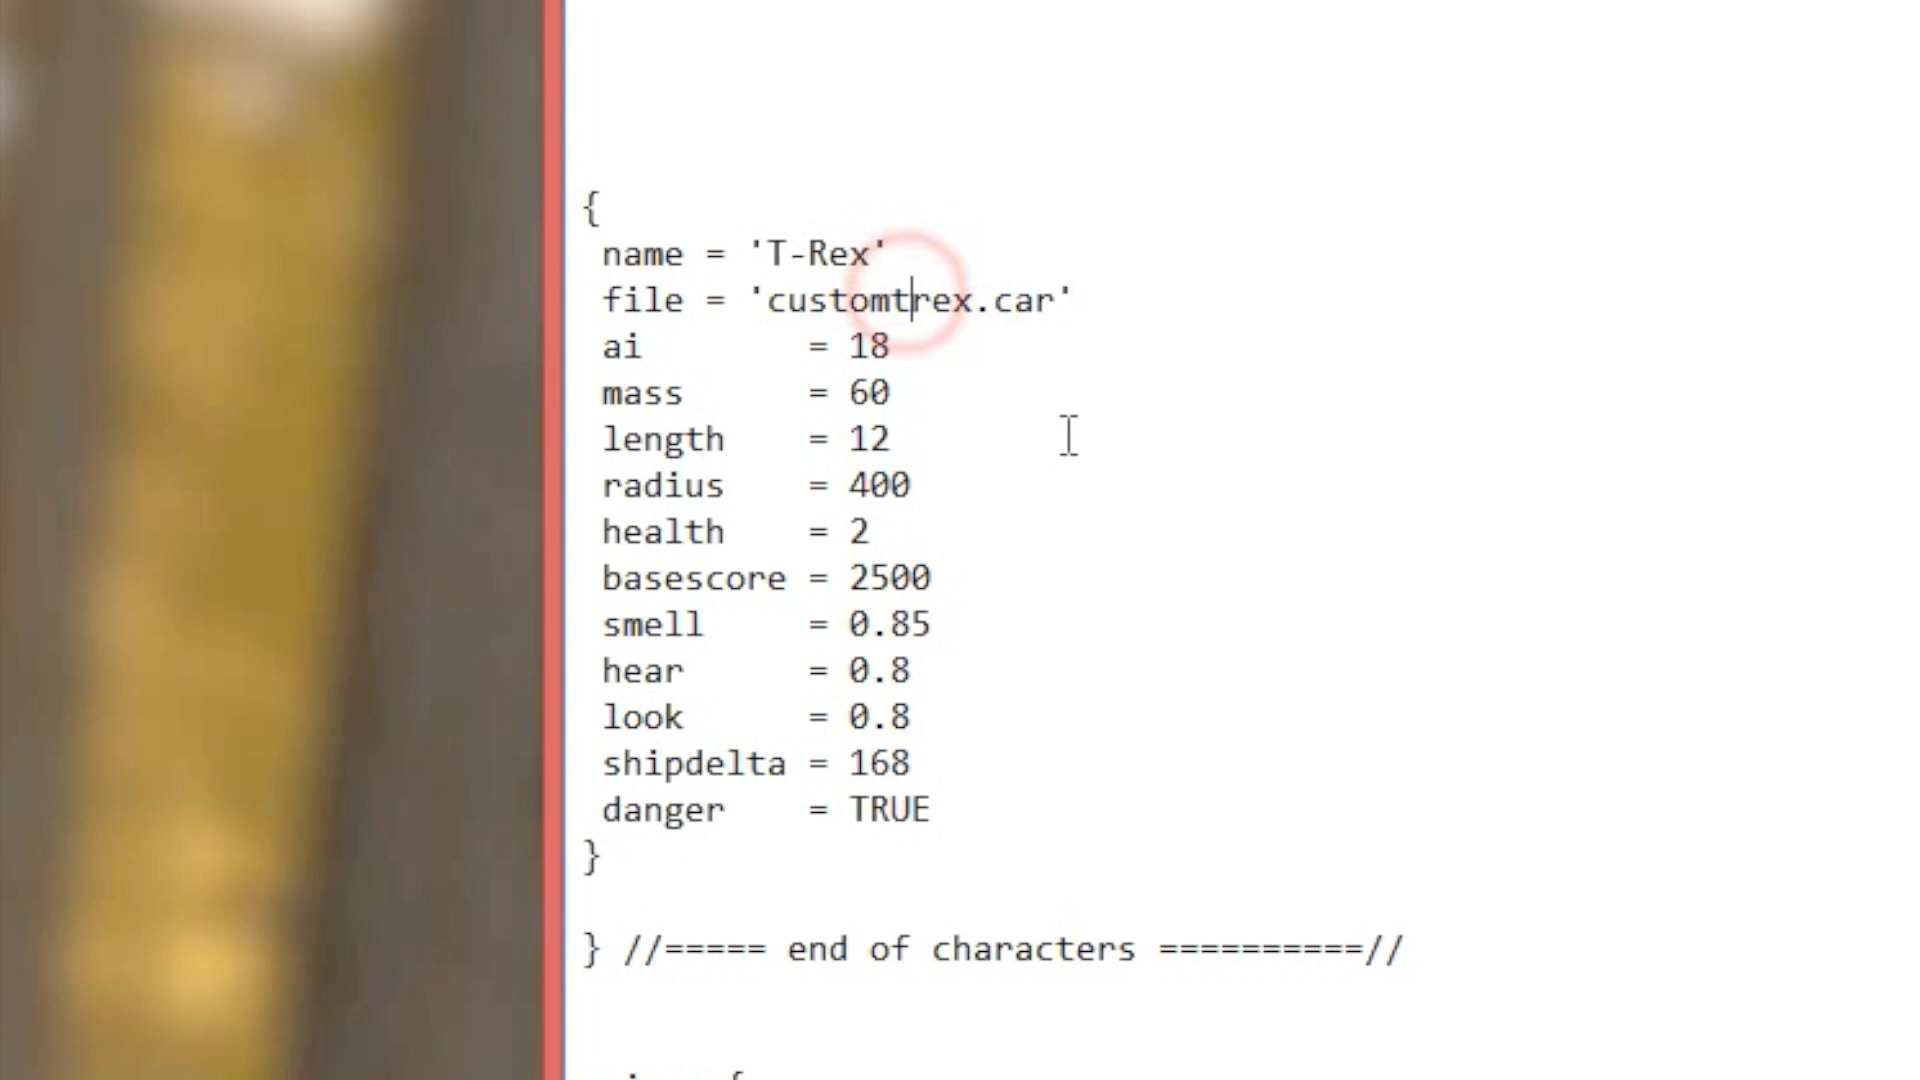 {
name = 'T-Rex'
file = 'customtrex.car'
ai = 18
mass = 60
length = 12
radius = 400
health = 2
basescore = 2500
smell = 0.85
hear = 0.8
look = 0.8
shipdelta = 168
danger = TRUE
}
} //===== end of characters ==========//